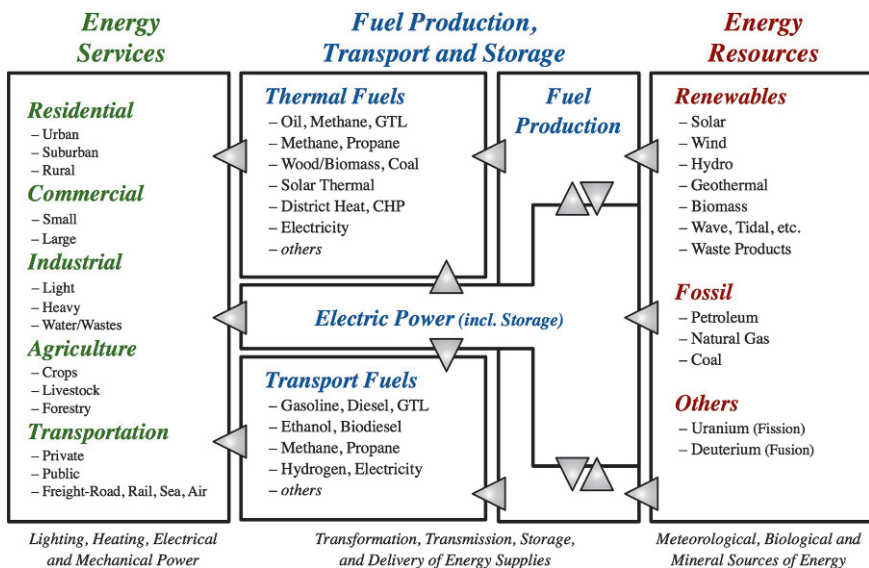 Energy
Services
Fuel Production,
Transport and Storage
Energy
Resources
Residential
– Urban
– Suburban
– Rural
Commercial
– Small
– Large
Industrial
– Light
– Heavy
– Water/Wastes
Agriculture
– Crops
– Livestock
– Forestry
Transportation
– Private
– Public
– Freight-Road, Rail, Sea, Air
Thermal Fuels
– Oil, Methane, GTL
– Methane, Propane
– Wood/Biomass, Coal
– Solar Thermal
– District Heat, CHP
– Electricity
– others
Fuel
Production
Electric Power (incl. Storage)
Transport Fuels
– Gasoline, Diesel, GTL
– Ethanol, Biodiesel
– Methane, Propane
– Hydrogen, Electricity
– others
Renewables
– Solar
– Wind
– Hydro
– Geothermal
– Biomass
– Wave, Tidal, etc.
– Waste Products
Fossil
– Petroleum
– Natural Gas
– Coal
Others
– Uranium (Fission)
– Deuterium (Fusion)
Lighting, Heating, Electrical
and Mechanical Power
Transformation, Transmission, Storage,
and Delivery of Energy Supplies
Meteorological, Biological and
Mineral Sources of Energy